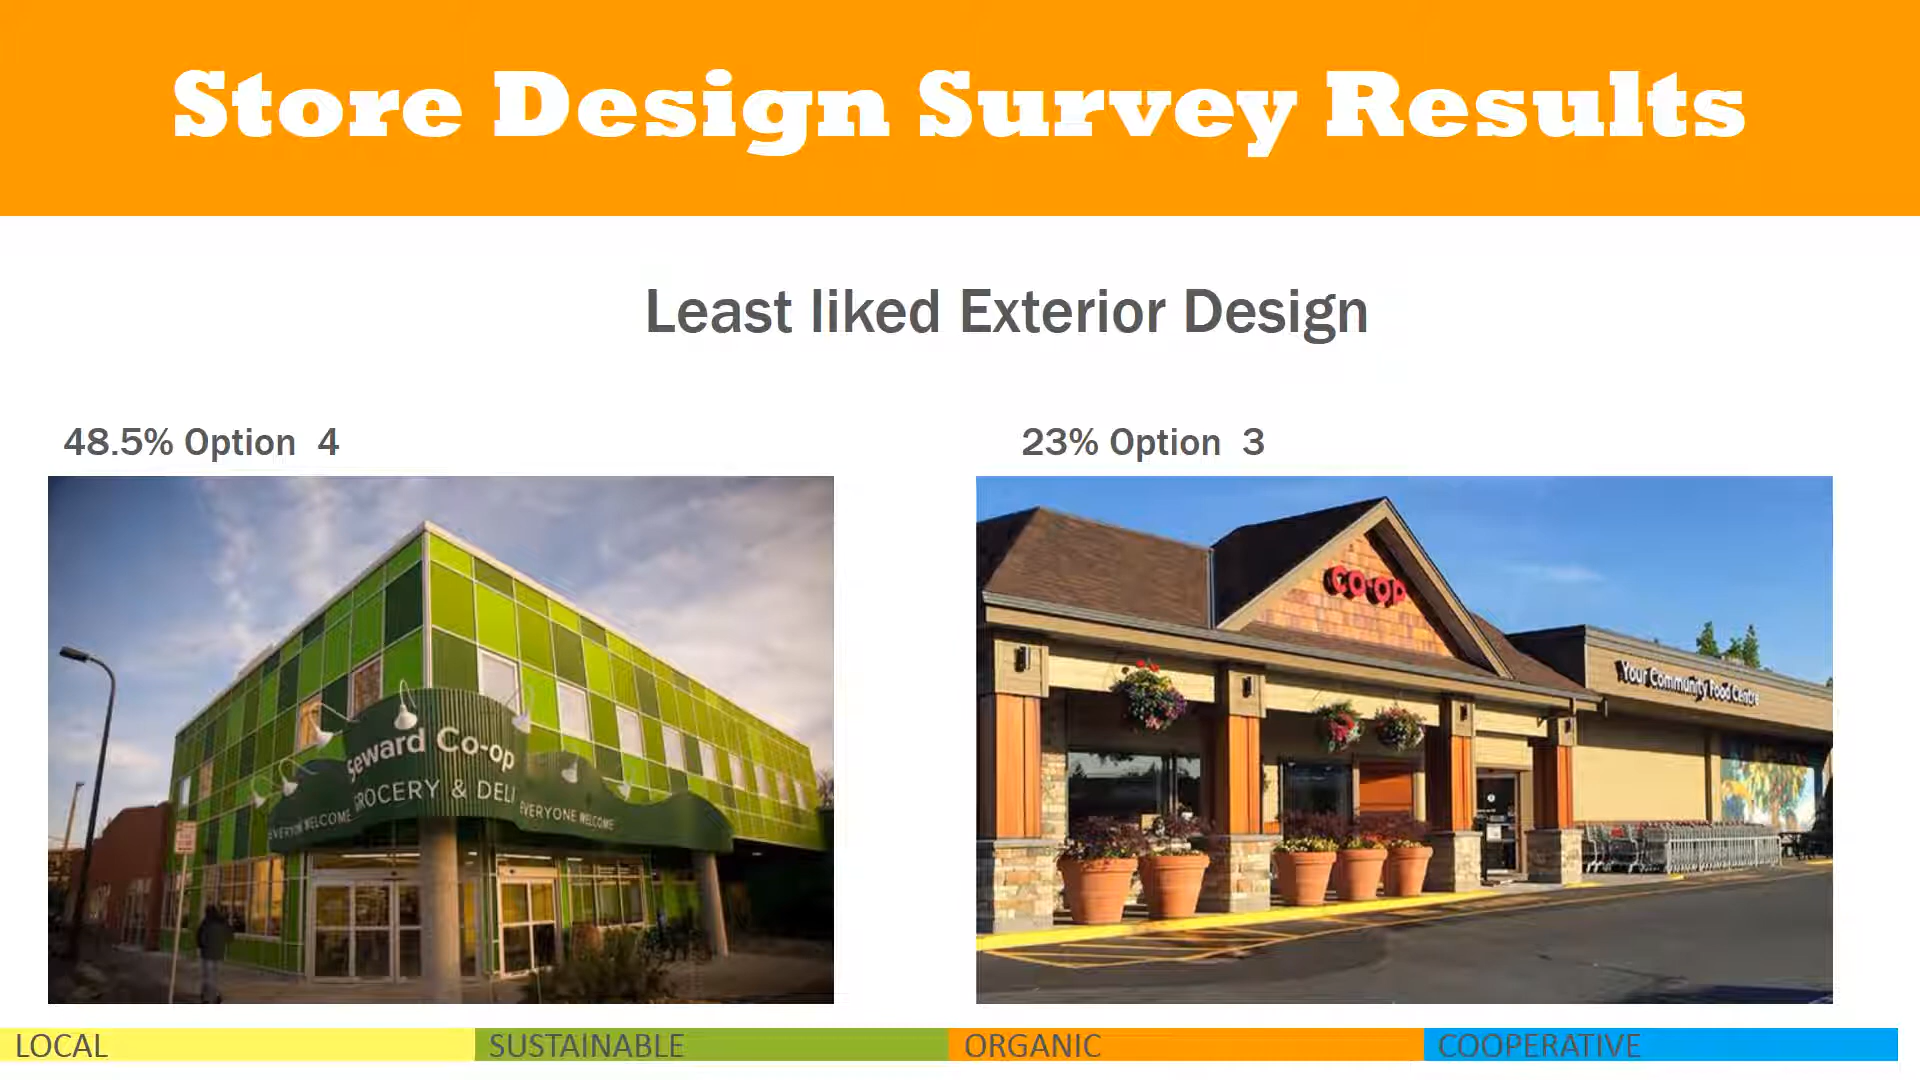 Store Design Survey Results
Least liked Exterior Design
48.5% Option 4
23% Option 3
Seward Co-op
GROCERY & DELI
EVERYONE WELCOME
EVERYONE WELCOME
CO-OP
Your Community Food Centre
LOCAL
SUSTAINABLE
ORGANIC
COOPERATIVE